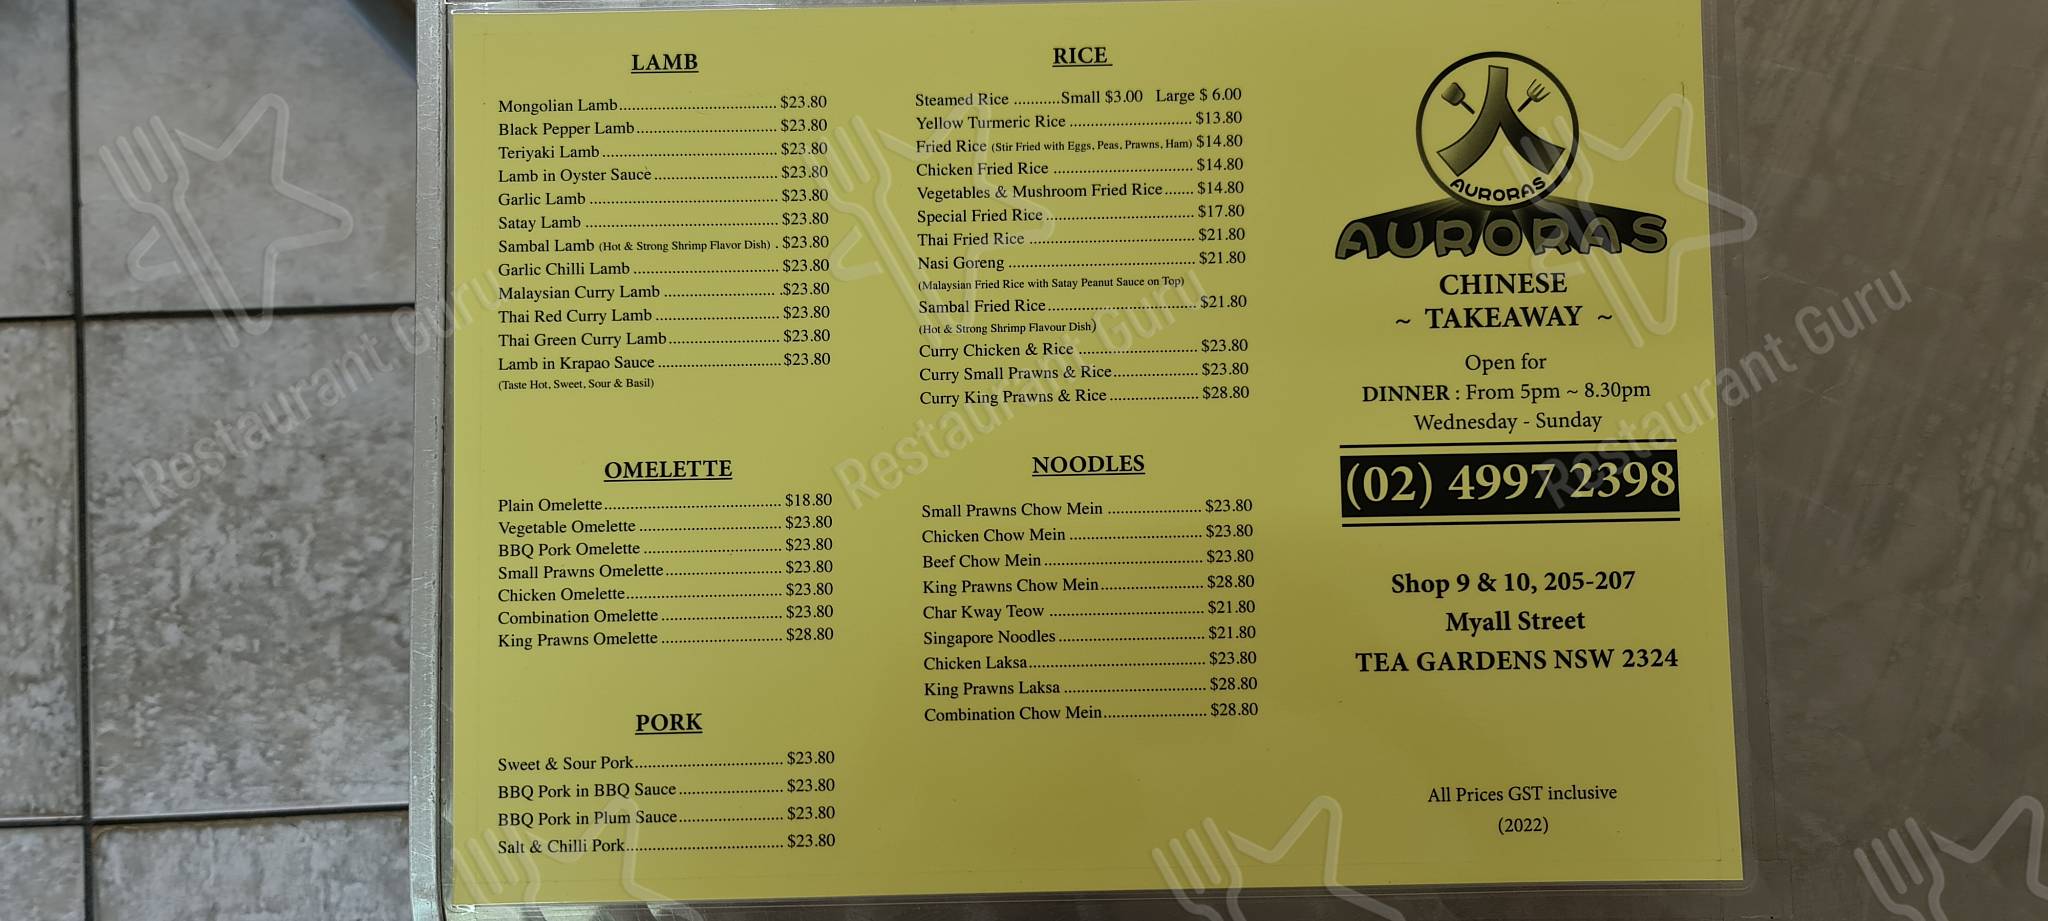 LAMB
Mongolian Lamb.................................... $23.80
Black Pepper Lamb................................ $23.80
Teriyaki Lamb........................................ $23.80
Lamb in Oyster Sauce............................ $23.80
Garlic Lamb ........................................... $23.80
Satay Lamb ............................................ $23.80
Sambal Lamb (Hot & Strong Shrimp Flavor Dish) . $23.80
Garlic Chilli Lamb ................................. $23.80
Malaysian Curry Lamb ...........................$23.80
Thai Red Curry Lamb ............................ $23.80
Thai Green Curry Lamb.......................... $23.80
Lamb in Krapao Sauce ............................$23.80
(Taste Hot, Sweet, Sour & Basil)
OMELETTE
Plain Omelette......................................... $18.80
Vegetable Omelette ................................. $23.80
BBQ Pork Omelette ................................ $23.80
Small Prawns Omelette........................... $23.80
Chicken Omelette.................................... $23.80
Combination Omelette............................ $23.80
King Prawns Omelette ............................ $28.80
PORK
Sweet & Sour Pork.................................. $23.80
BBQ Pork in BBQ Sauce........................ $23.80
BBQ Pork in Plum Sauce........................ $23.80
Salt & Chilli Pork.................................... $23.80
RICE
Steamed Rice ...........Small $3.00 Large $ 6.00
Yellow Turmeric Rice ............................ $13.80
Fried Rice (Stir Fried with Eggs, Peas, Prawns, Ham) $14.80
Chicken Fried Rice ................................ $14.80
Vegetables & Mushroom Fried Rice....... $14.80
Special Fried Rice .................................. $17.80
Thai Fried Rice ...................................... $21.80
Nasi Goreng ........................................... $21.80
(Malaysian Fried Rice with Satay Peanut Sauce on Top)
Sambal Fried Rice.................................. $21.80
(Hot & Strong Shrimp Flavour Dish)
Curry Chicken & Rice ........................... $23.80
Curry Small Prawns & Rice................... $23.80
Curry King Prawns & Rice .................... $28.80
NOODLES
Small Prawns Chow Mein ..................... $23.80
Chicken Chow Mein .............................. $23.80
Beef Chow Mein .................................... $23.80
King Prawns Chow Mein....................... $28.80
Char Kway Teow ................................... $21.80
Singapore Noodles................................. $21.80
Chicken Laksa........................................ $23.80
King Prawns Laksa ................................ $28.80
Combination Chow Mein....................... $28.80
AURORAS
AURORAS
CHINESE
~ TAKEAWAY ~
Open for
DINNER : From 5pm ~ 8.30pm
Wednesday - Sunday
(02) 4997 2398
Shop 9 & 10, 205-207
Myall Street
TEA GARDENS NSW 2324
All Prices GST inclusive
(2022)
Restaurant Guru
Restaurant Guru
Restaurant Guru